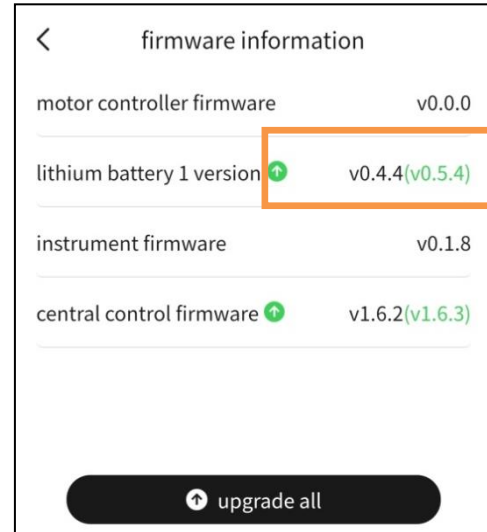 firmware information
motor controller firmware v0.0.0
lithium battery 1 version v0.4.4(v0.5.4)
instrument firmware v0.1.8
central control firmware v1.6.2(v1.6.3)
upgrade all